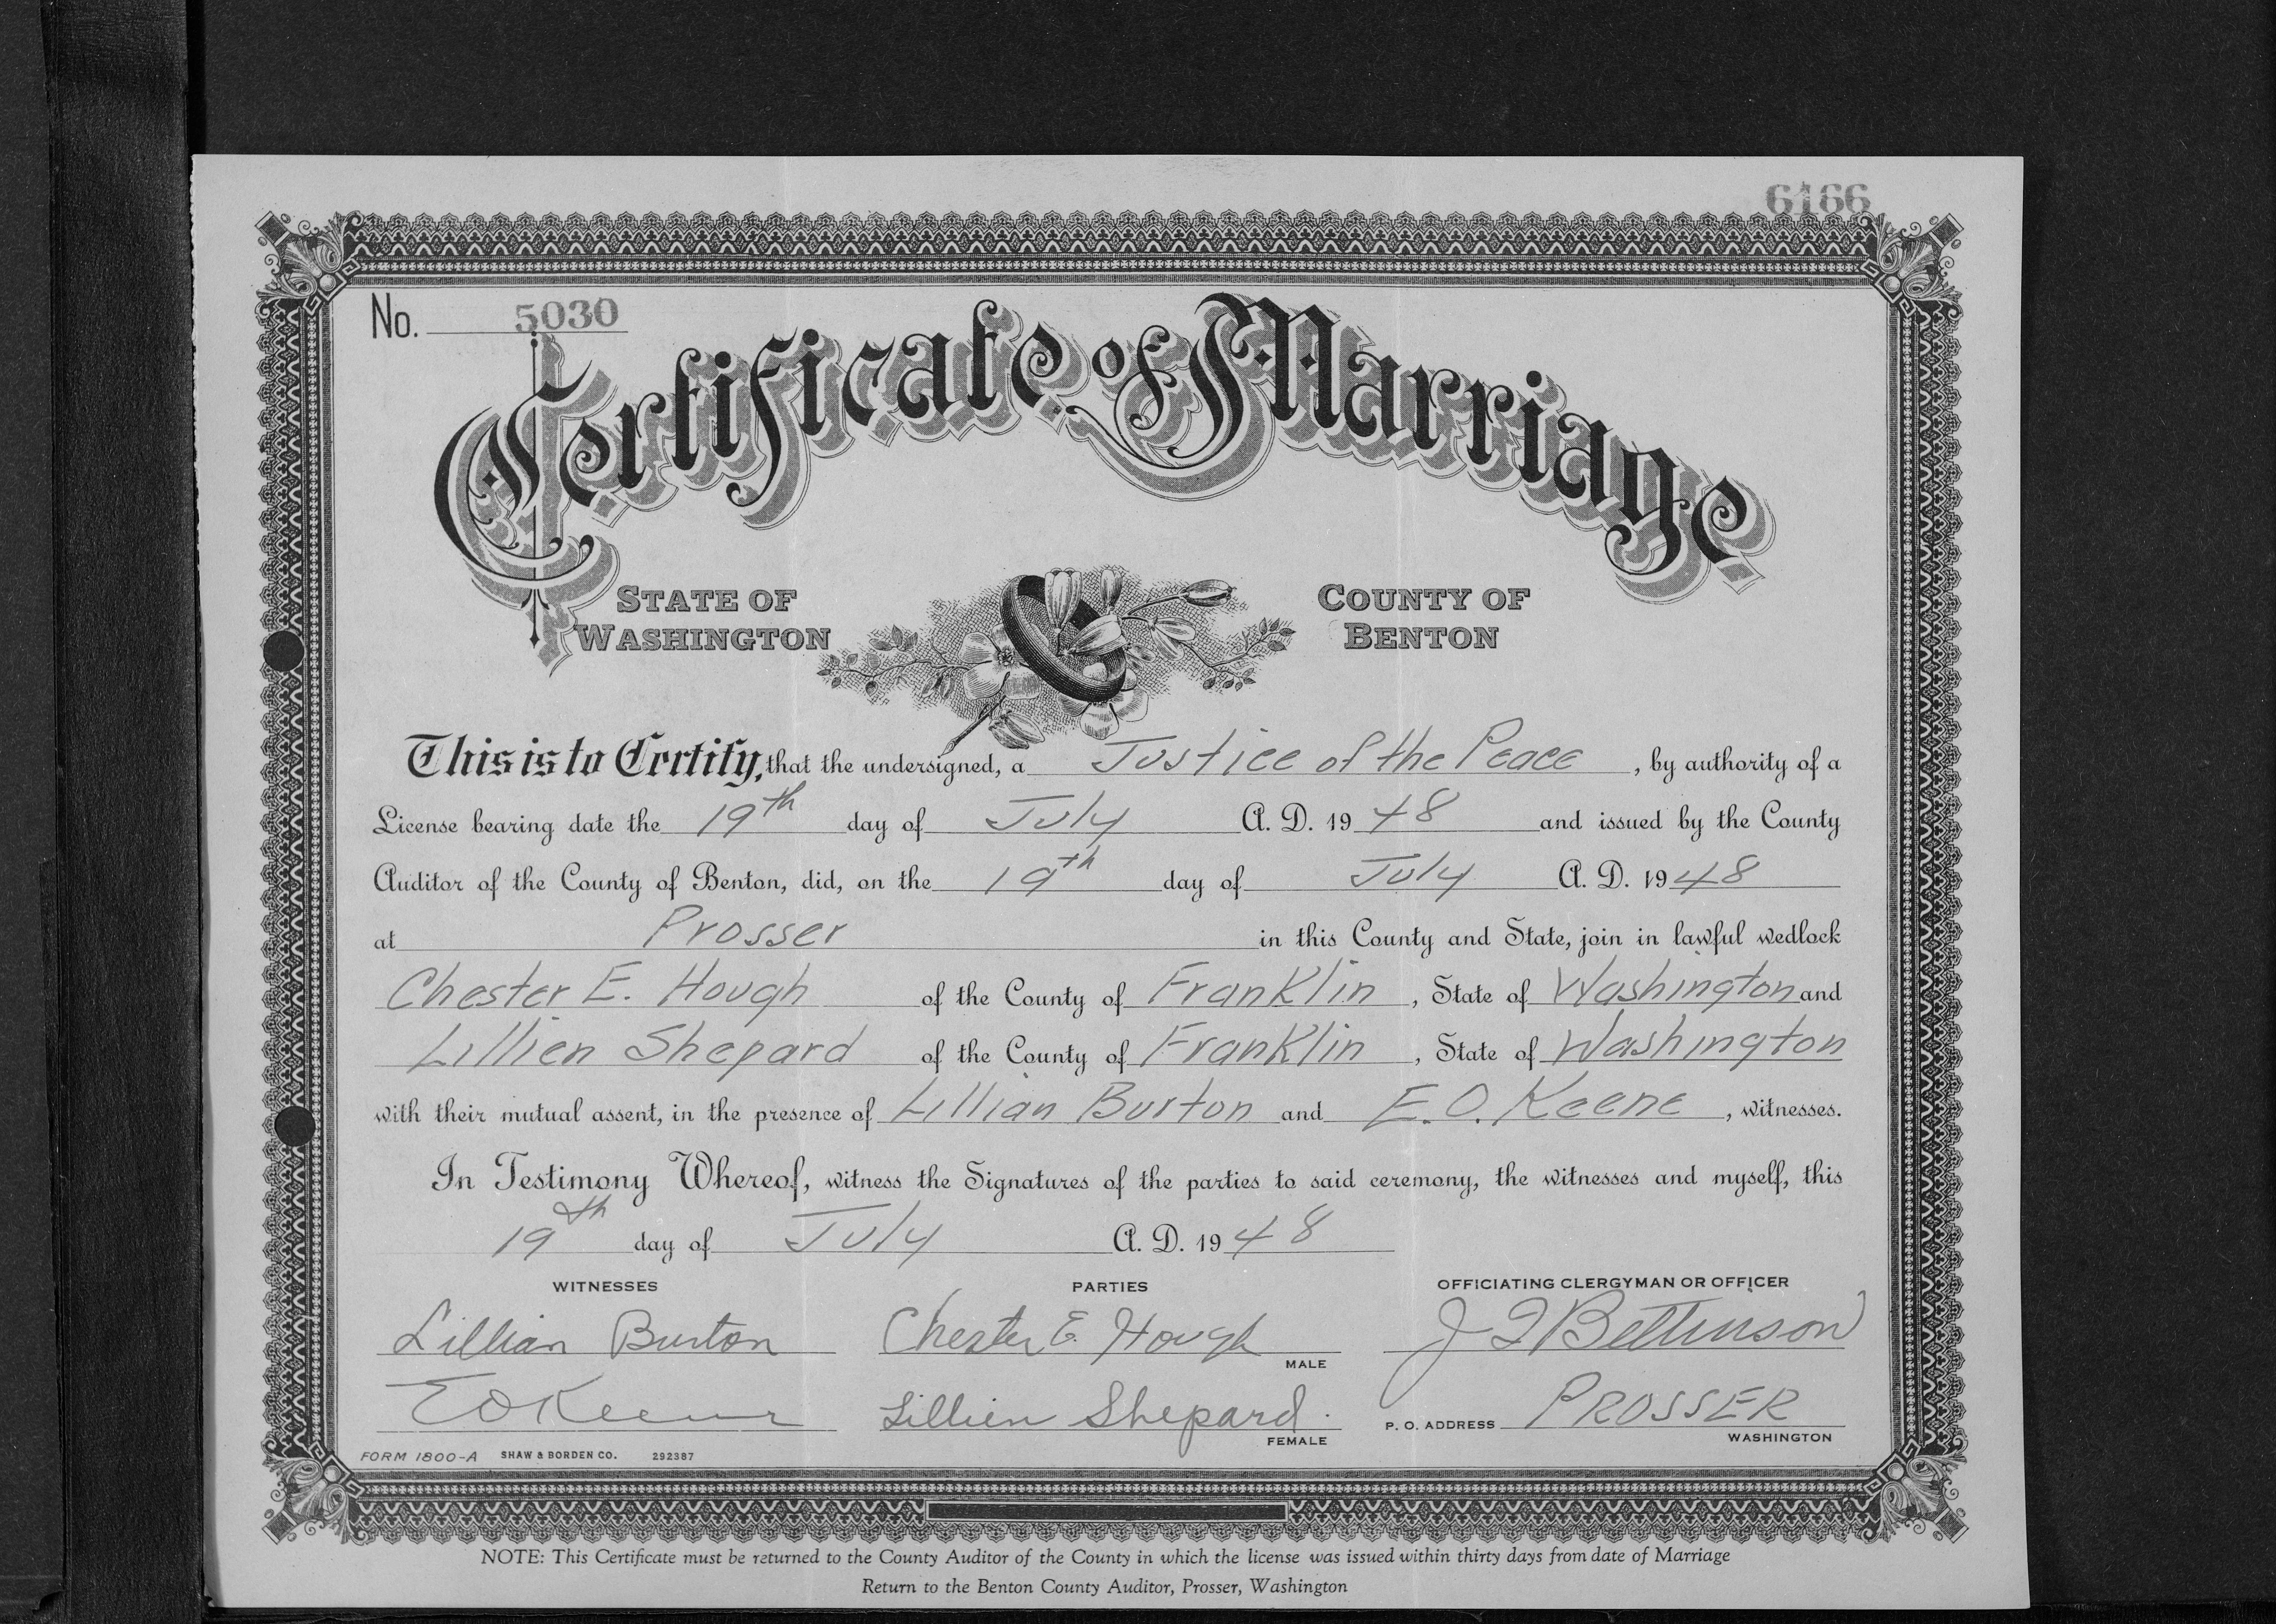 6166
No. 5030
Certificate of Marriage
STATE OF WASHINGTON
COUNTY OF BENTON
This is to Certify, that the undersigned, a Justice of the Peace, by authority of a
License bearing date the 19th day of July A. D. 1948 and issued by the County
Auditor of the County of Benton, did, on the 19th day of July A. D. 1948
at Prosser in this County and State, join in lawful wedlock
Chester E. Hough of the County of Franklin, State of Washington and
Lillien Shepard of the County of Franklin, State of Washington
with their mutual assent, in the presence of Lillian Burton and E. O. Keene, witnesses.
In Testimony Whereof, witness the Signatures of the parties to said ceremony, the witnesses and myself, this
19th day of July A. D. 1948
WITNESSES PARTIES OFFICIATING CLERGYMAN OR OFFICER
Lillian Burton Chester E. Hough J F Bettinson
MALE
E O Keene Lillien Shepard. P. O. ADDRESS PROSSER
FEMALE WASHINGTON
FORM 1800-A SHAW & BORDEN CO. 292387
NOTE: This Certificate must be returned to the County Auditor of the County in which the license was issued within thirty days from date of Marriage
Return to the Benton County Auditor, Prosser, Washington